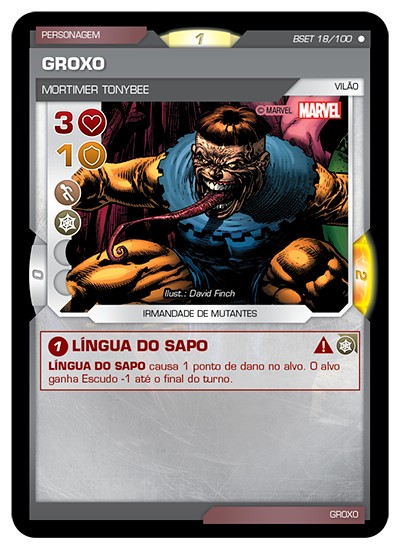 PERSONAGEM
1
BSET 18/100
GROXO
MORTIMER TONYBEE
VILÃO
3
© MARVEL MARVEL
1
0
2
Ilust.: David Finch
IRMANDADE DE MUTANTES
1 LÍNGUA DO SAPO
LÍNGUA DO SAPO causa 1 ponto de dano no alvo. O alvo
ganha Escudo -1 até o final do turno.
GROXO